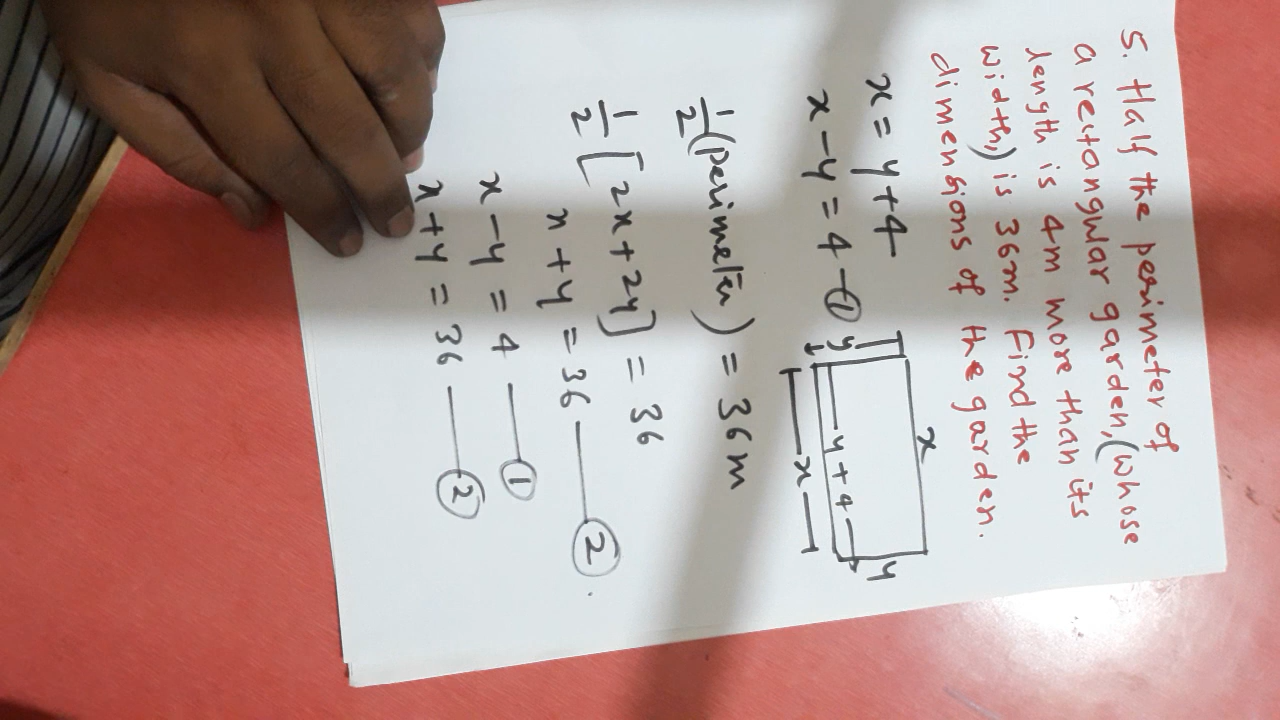 5. Half the perimeter of
a rectangular garden, (whose
length is 4m more than its
width,) is 36m. Find the
dimensions of the garden.
x = y + 4
x - y = 4 - ①
x
y
y
y + 4
x
1/2 (perimeter) = 36m
1/2 [2x + 2y] = 36
x + y = 36 — ②
x - y = 4 — ①
x + y = 36 — ②